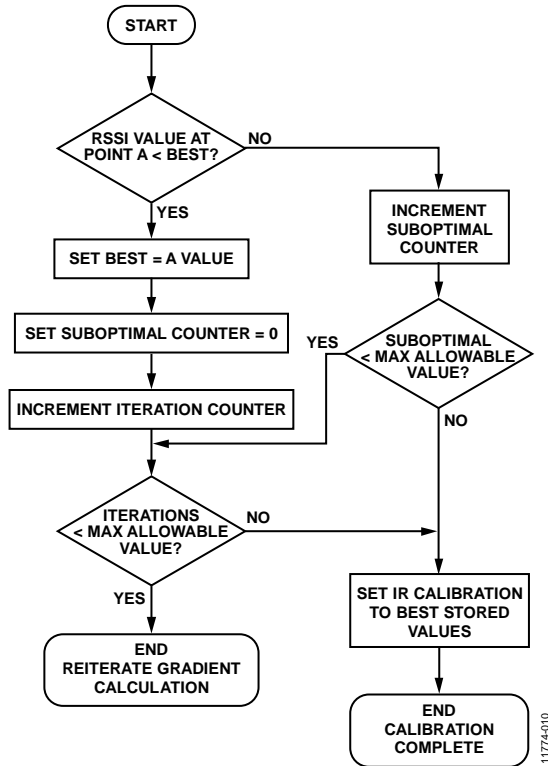 START
RSSI VALUE AT
POINT A < BEST?
NO
YES
INCREMENT
SUBOPTIMAL
COUNTER
SET BEST = A VALUE
SET SUBOPTIMAL COUNTER = 0
YES
SUBOPTIMAL
< MAX ALLOWABLE
VALUE?
INCREMENT ITERATION COUNTER
NO
ITERATIONS
< MAX ALLOWABLE
VALUE?
NO
YES
SET IR CALIBRATION
TO BEST STORED
VALUES
END
REITERATE GRADIENT
CALCULATION
END
CALIBRATION
COMPLETE
11774-010